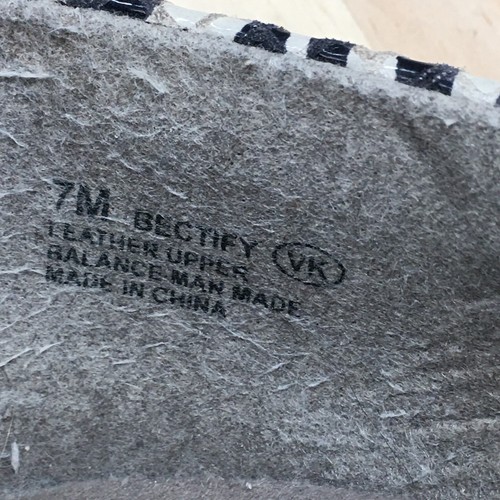 7M BECTIFY VK
LEATHER UPPER
BALANCE MAN MADE
MADE IN CHINA